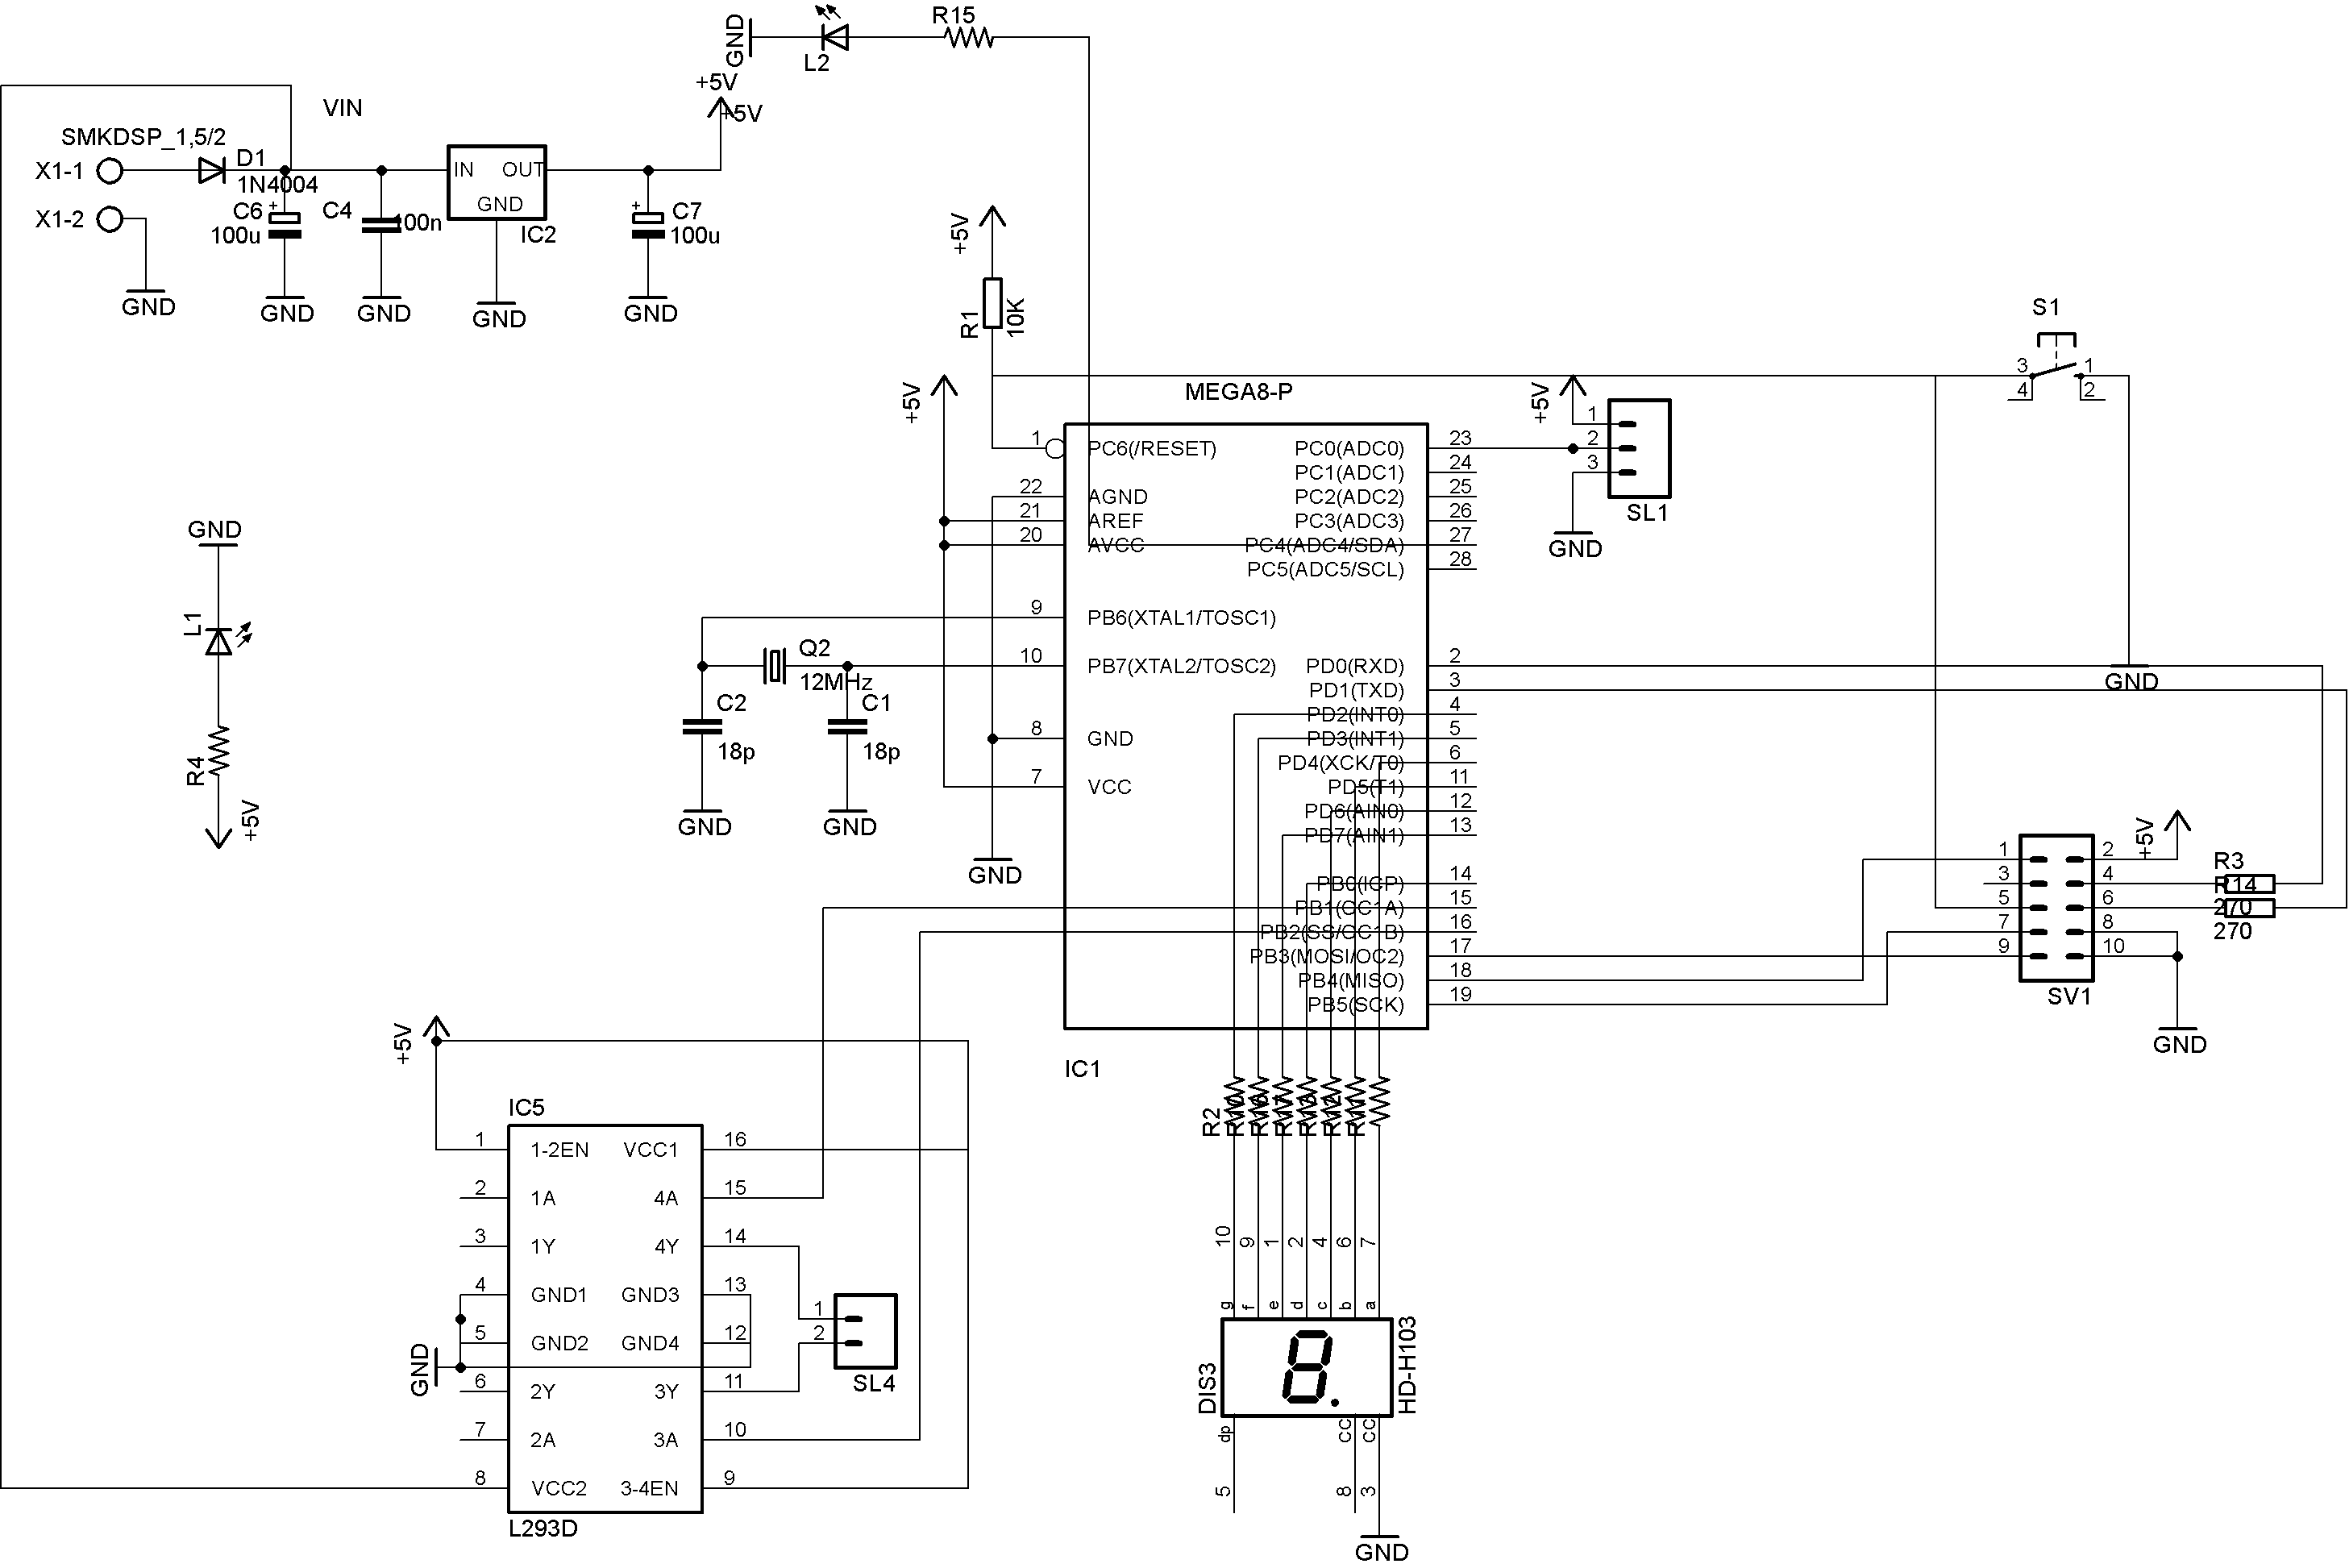 R15
GND
L2
+5V
+5V
VIN
SMKDSP_1,5/2
X1-1
D1
1N4004
IN OUT
GND
IC2
X1-2
C6
+
100u
C4
100n
+
C7
100u
GND
GND
GND
GND
GND
+5V
R1
10K
S1
3 1
4 2
+5V
MEGA8-P
+5V
1
2
3
SL1
GND
1 PC6(/RESET) PC0(ADC0) 23
PC1(ADC1) 24
22 AGND PC2(ADC2) 25
21 AREF PC3(ADC3) 26
20 AVCC PC4(ADC4/SDA) 27
PC5(ADC5/SCL) 28
9 PB6(XTAL1/TOSC1)
10 PB7(XTAL2/TOSC2) PD0(RXD) 2
PD1(TXD) 3
PD2(INT0) 4
8 GND PD3(INT1) 5
PD4(XCK/T0) 6
7 VCC PD5(T1) 11
PD6(AIN0) 12
PD7(AIN1) 13
PB0(ICP) 14
PB1(OC1A) 15
PB2(SS/OC1B) 16
PB3(MOSI/OC2) 17
PB4(MISO) 18
PB5(SCK) 19
IC1
GND
GND
L1
R4
+5V
Q2
12MHz
C2
18p
C1
18p
GND
GND
GND
+5V
1 2
3 4
5 6
7 8
9 10
SV1
R3
R14
270
270
GND
+5V
IC5
1 1-2EN VCC1 16
2 1A 4A 15
3 1Y 4Y 14
4 GND1 GND3 13
5 GND2 GND4 12
6 2Y 3Y 11
7 2A 3A 10
8 VCC2 3-4EN 9
L293D
GND
1
2
SL4
R2
10 9 1 2 4 6 7
g f e d c b a
DIS3
HD-H103
dp CC CC
5 8 3
GND